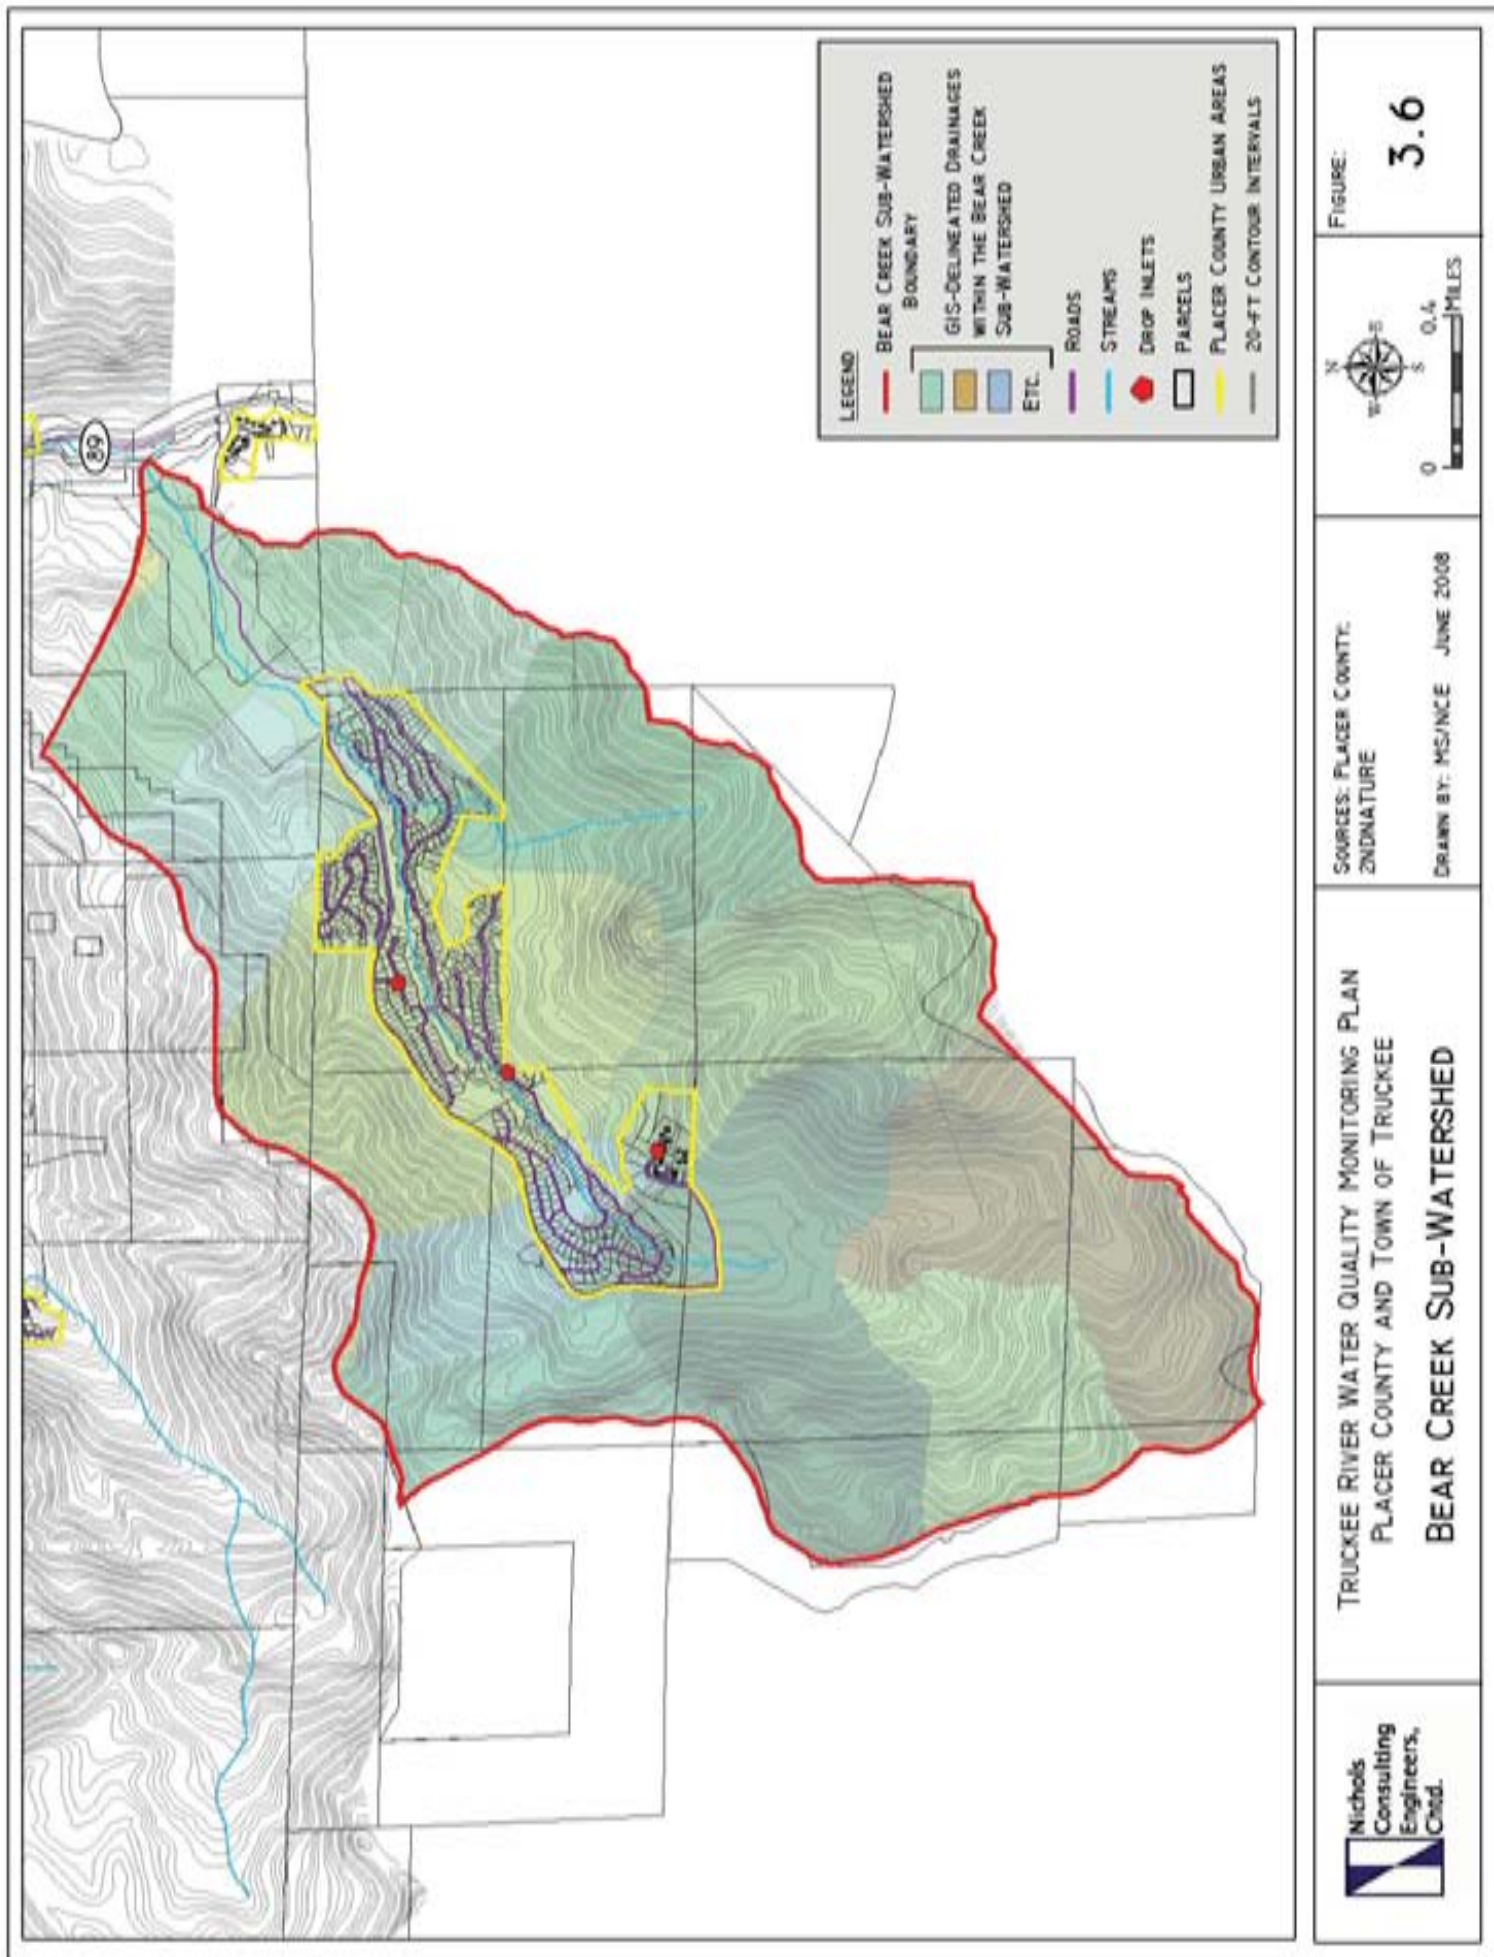 89
LEGEND
BEAR CREEK SUB-WATERSHED
BOUNDARY
GIS-DELINEATED DRAINAGES
WITHIN THE BEAR CREEK
SUB-WATERSHED
ETC.
ROADS
STREAMS
DROP INLETS
PARCELS
PLACER COUNTY URBAN AREAS
20-FT CONTOUR INTERVALS
Nichols
Consulting
Engineers,
Chtd.
TRUCKEE RIVER WATER QUALITY MONITORING PLAN
PLACER COUNTY AND TOWN OF TRUCKEE
BEAR CREEK SUB-WATERSHED
SOURCES: PLACER COUNTY;
2NDNATURE
DRAWN BY: MS/NCE JUNE 2008
N
W E
S
0 0.4
MILES
FIGURE:
3.6